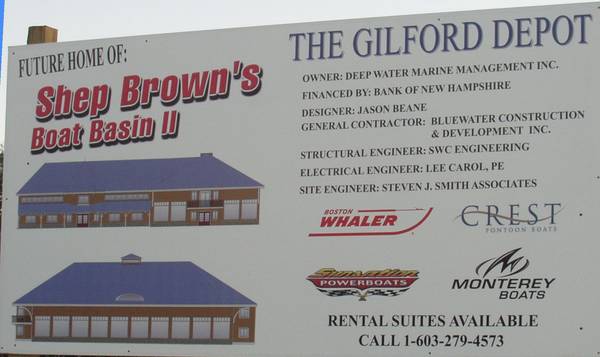 FUTURE HOME OF:
Shep Brown's
Boat Basin II
THE GILFORD DEPOT
OWNER: DEEP WATER MARINE MANAGEMENT INC.
FINANCED BY: BANK OF NEW HAMPSHIRE
DESIGNER: JASON BEANE
GENERAL CONTRACTOR: BLUEWATER CONSTRUCTION
& DEVELOPMENT INC.
STRUCTURAL ENGINEER: SWC ENGINEERING
ELECTRICAL ENGINEER: LEE CAROL, PE
SITE ENGINEER: STEVEN J. SMITH ASSOCIATES
BOSTON
WHALER
CREST
PONTOON BOATS
Sensation
POWERBOATS
MONTEREY
BOATS
RENTAL SUITES AVAILABLE
CALL 1-603-279-4573